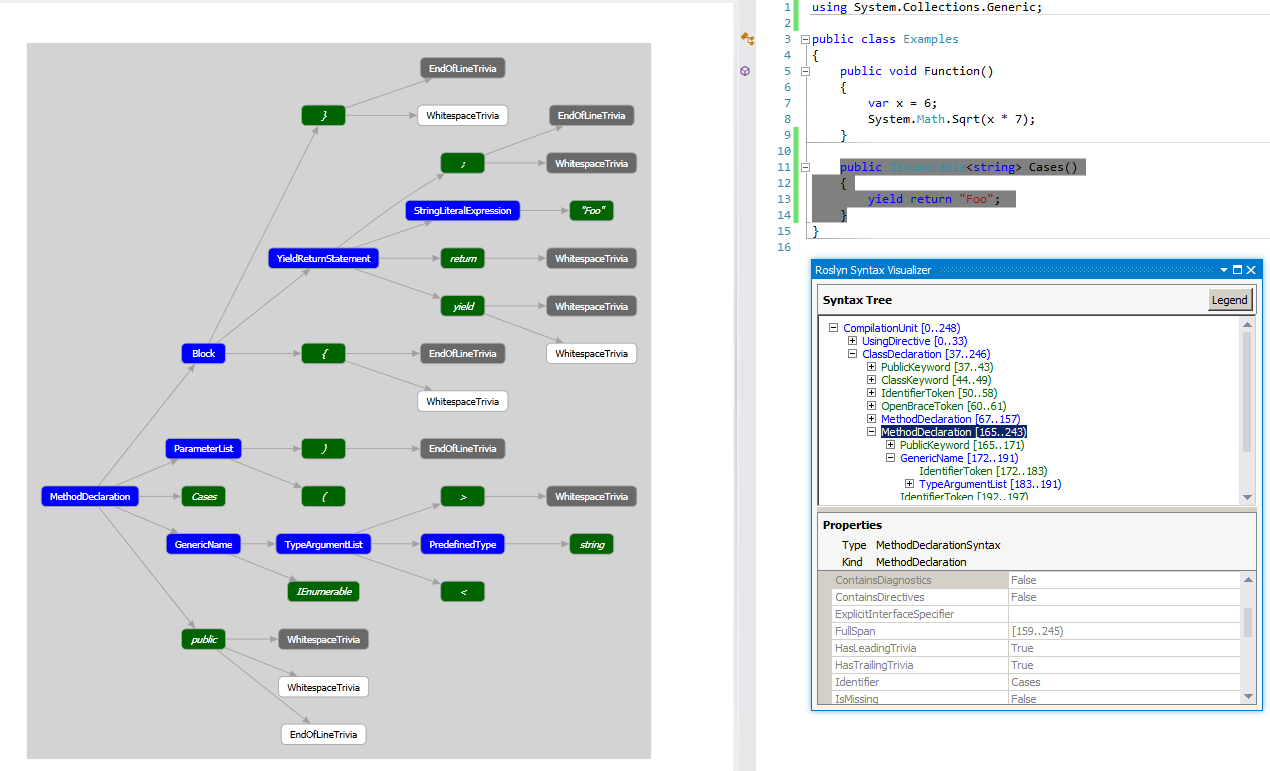 EndOfLineTrivia
}
WhitespaceTrivia
EndOfLineTrivia
;
WhitespaceTrivia
StringLiteralExpression
"Foo"
YieldReturnStatement
return
WhitespaceTrivia
yield
WhitespaceTrivia
Block
{
EndOfLineTrivia
WhitespaceTrivia
WhitespaceTrivia
ParameterList
)
EndOfLineTrivia
MethodDeclaration
Cases
(
>
WhitespaceTrivia
GenericName
TypeArgumentList
PredefinedType
string
IEnumerable
<
public
WhitespaceTrivia
WhitespaceTrivia
EndOfLineTrivia
1 using System.Collections.Generic;
2
3 public class Examples
4 {
5 public void Function()
6 {
7 var x = 6;
8 System.Math.Sqrt(x * 7);
9 }
10
11 public IEnumerable<string> Cases()
12 {
13 yield return "Foo";
14 }
15 }
16
Roslyn Syntax Visualizer
Syntax Tree
Legend
CompilationUnit [0..248)
UsingDirective [0..33)
ClassDeclaration [37..246)
PublicKeyword [37..43)
ClassKeyword [44..49)
IdentifierToken [50..58)
OpenBraceToken [60..61)
MethodDeclaration [67..157)
MethodDeclaration [165..243)
PublicKeyword [165..171)
GenericName [172..191)
IdentifierToken [172..183)
TypeArgumentList [183..191)
IdentifierToken [192..197)
Properties
Type MethodDeclarationSyntax
Kind MethodDeclaration
ContainsDiagnostics False
ContainsDirectives False
ExplicitInterfaceSpecifier
FullSpan [159..245)
HasLeadingTrivia True
HasTrailingTrivia True
Identifier Cases
IsMissing False